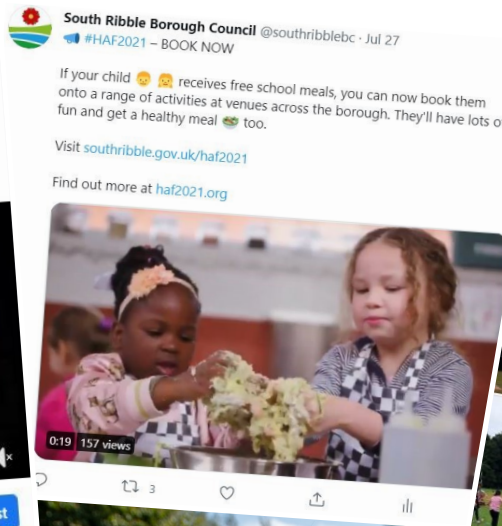 South Ribble Borough Council @southribblebc · Jul 27
#HAF2021 – BOOK NOW
If your child receives free school meals, you can now book them
onto a range of activities at venues across the borough. They'll have lots
fun and get a healthy meal too.
Visit southribble.gov.uk/haf2021
Find out more at haf2021.org
0:19 157 views
3